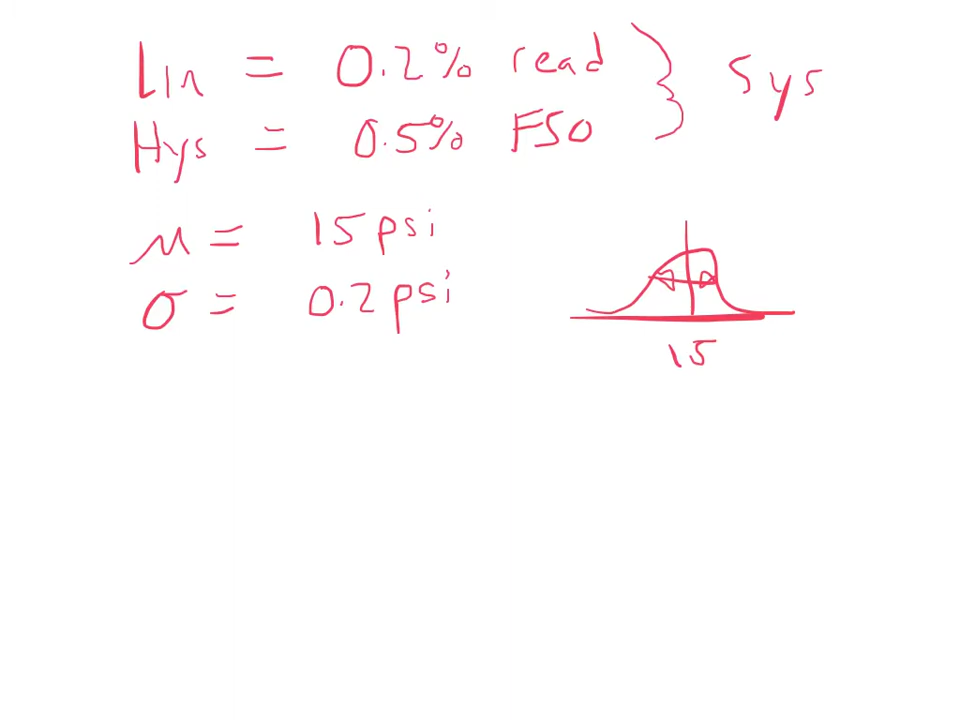 Lin = 0.2% read } Sys
Hys = 0.5% FSO
μ = 15 psi
σ = 0.2 psi
15